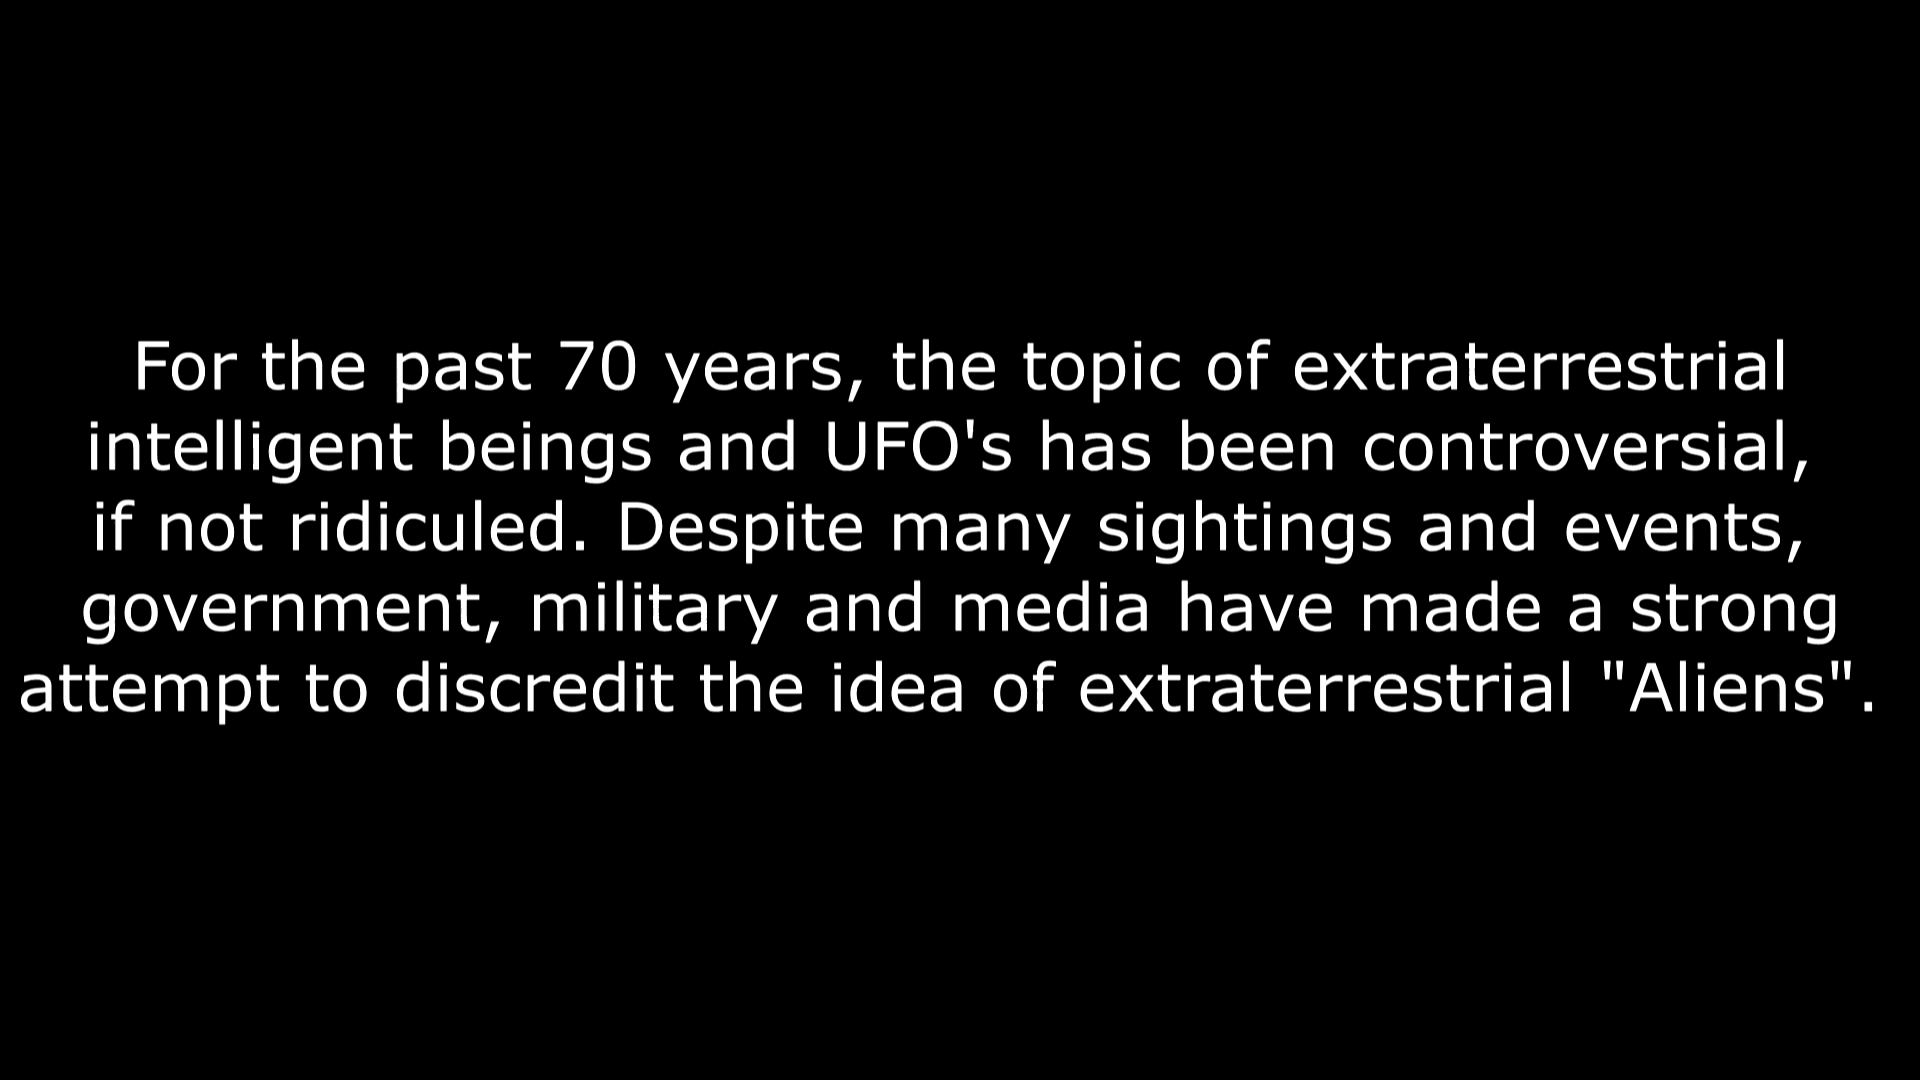 For the past 70 years, the topic of extraterrestrial
intelligent beings and UFO's has been controversial,
if not ridiculed. Despite many sightings and events,
government, military and media have made a strong
attempt to discredit the idea of extraterrestrial "Aliens".